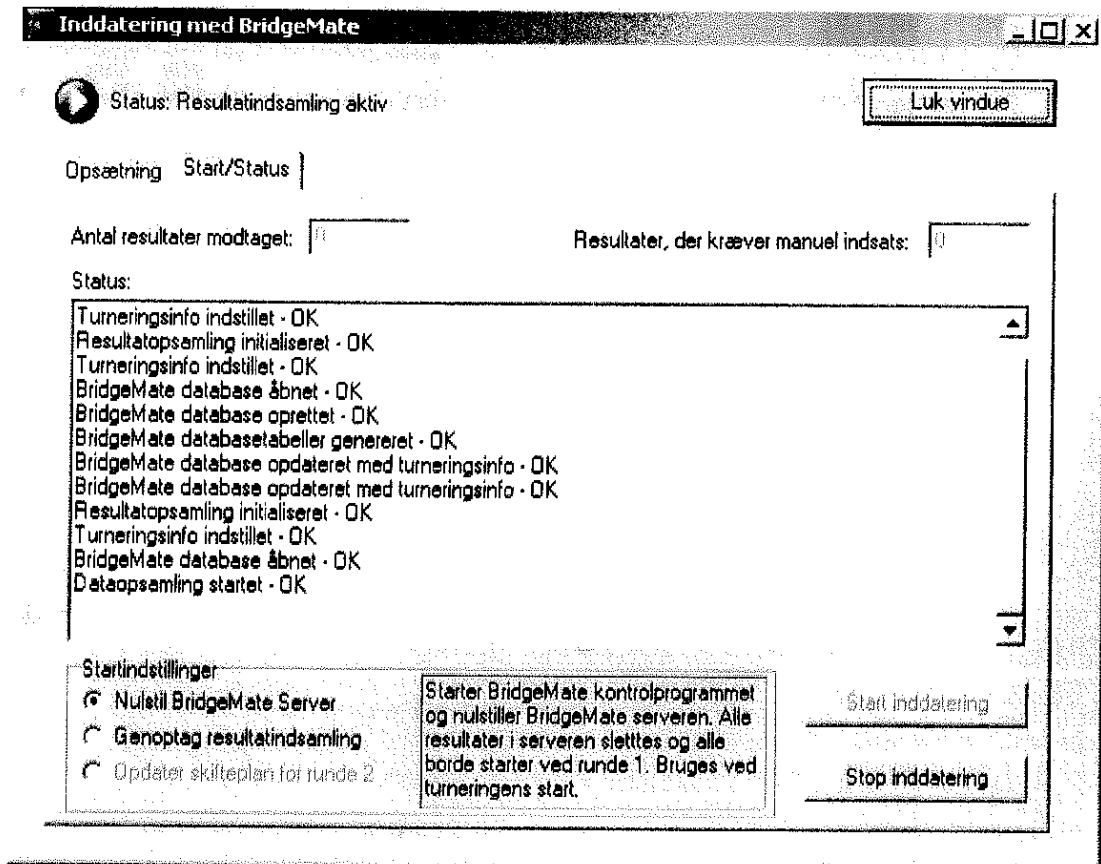 Inddatering med BridgeMate
Status: Resultatindsamling aktiv
Luk vindue
Opsætning Start/Status
Antal resultater modtaget: 0
Resultater, der kræver manuel indsats: 0
Status:
Turneringsinfo indstillet - OK
Resultatopsamling initialiseret - OK
Turneringsinfo indstillet - OK
BridgeMate database åbnet - OK
BridgeMate database oprettet - OK
BridgeMate databasetabeller genereret - OK
BridgeMate database opdateret med turneringsinfo - OK
BridgeMate database opdateret med turneringsinfo - OK
Resultatopsamling initialiseret - OK
Turneringsinfo indstillet - OK
BridgeMate database åbnet - OK
Dataopsamling startet - OK
Startindstillinger
Nulstil BridgeMate Server
Genoptag resultatindsamling
Opdater skifteplan for runde 2
Starter BridgeMate kontrolprogrammet
og nulstiller BridgeMate serveren. Alle
resultater i serveren sletttes og alle
borde starter ved runde 1. Bruges ved
turneringens start.
Start inddatering
Stop inddatering